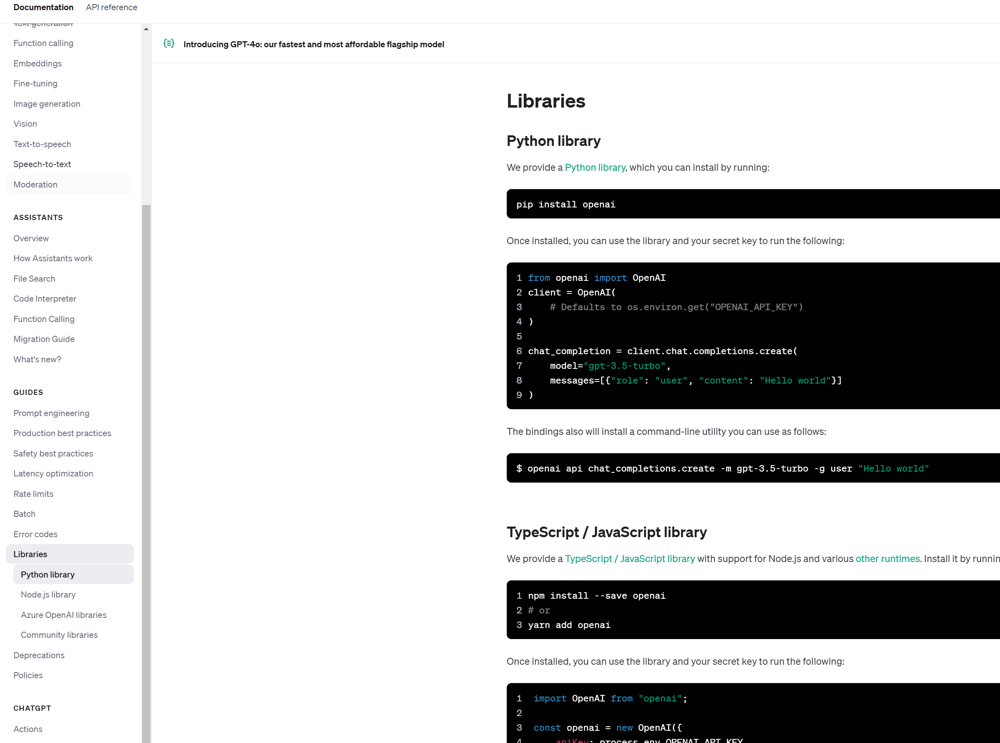 Documentation API reference
Text generation
Function calling
Embeddings
Fine-tuning
Image generation
Vision
Text-to-speech
Speech-to-text
Moderation
ASSISTANTS
Overview
How Assistants work
File Search
Code Interpreter
Function Calling
Migration Guide
What's new?
GUIDES
Prompt engineering
Production best practices
Safety best practices
Latency optimization
Rate limits
Batch
Error codes
Libraries
Python library
Node.js library
Azure OpenAI libraries
Community libraries
Deprecations
Policies
CHATGPT
Actions
Introducing GPT-4o: our fastest and most affordable flagship model
Libraries
Python library
We provide a Python library, which you can install by running:
pip install openai
Once installed, you can use the library and your secret key to run the following:
1 from openai import OpenAI
2 client = OpenAI(
3     # Defaults to os.environ.get("OPENAI_API_KEY")
4 )
5
6 chat_completion = client.chat.completions.create(
7     model="gpt-3.5-turbo",
8     messages=[{"role": "user", "content": "Hello world"}]
9 )
The bindings also will install a command-line utility you can use as follows:
$ openai api chat_completions.create -m gpt-3.5-turbo -g user "Hello world"
TypeScript / JavaScript library
We provide a TypeScript / JavaScript library with support for Node.js and various other runtimes. Install it by runnin
1 npm install --save openai
2 # or
3 yarn add openai
Once installed, you can use the library and your secret key to run the following:
1 import OpenAI from "openai";
2
3 const openai = new OpenAI({
4     apiKey: process.env.OPENAI_API_KEY